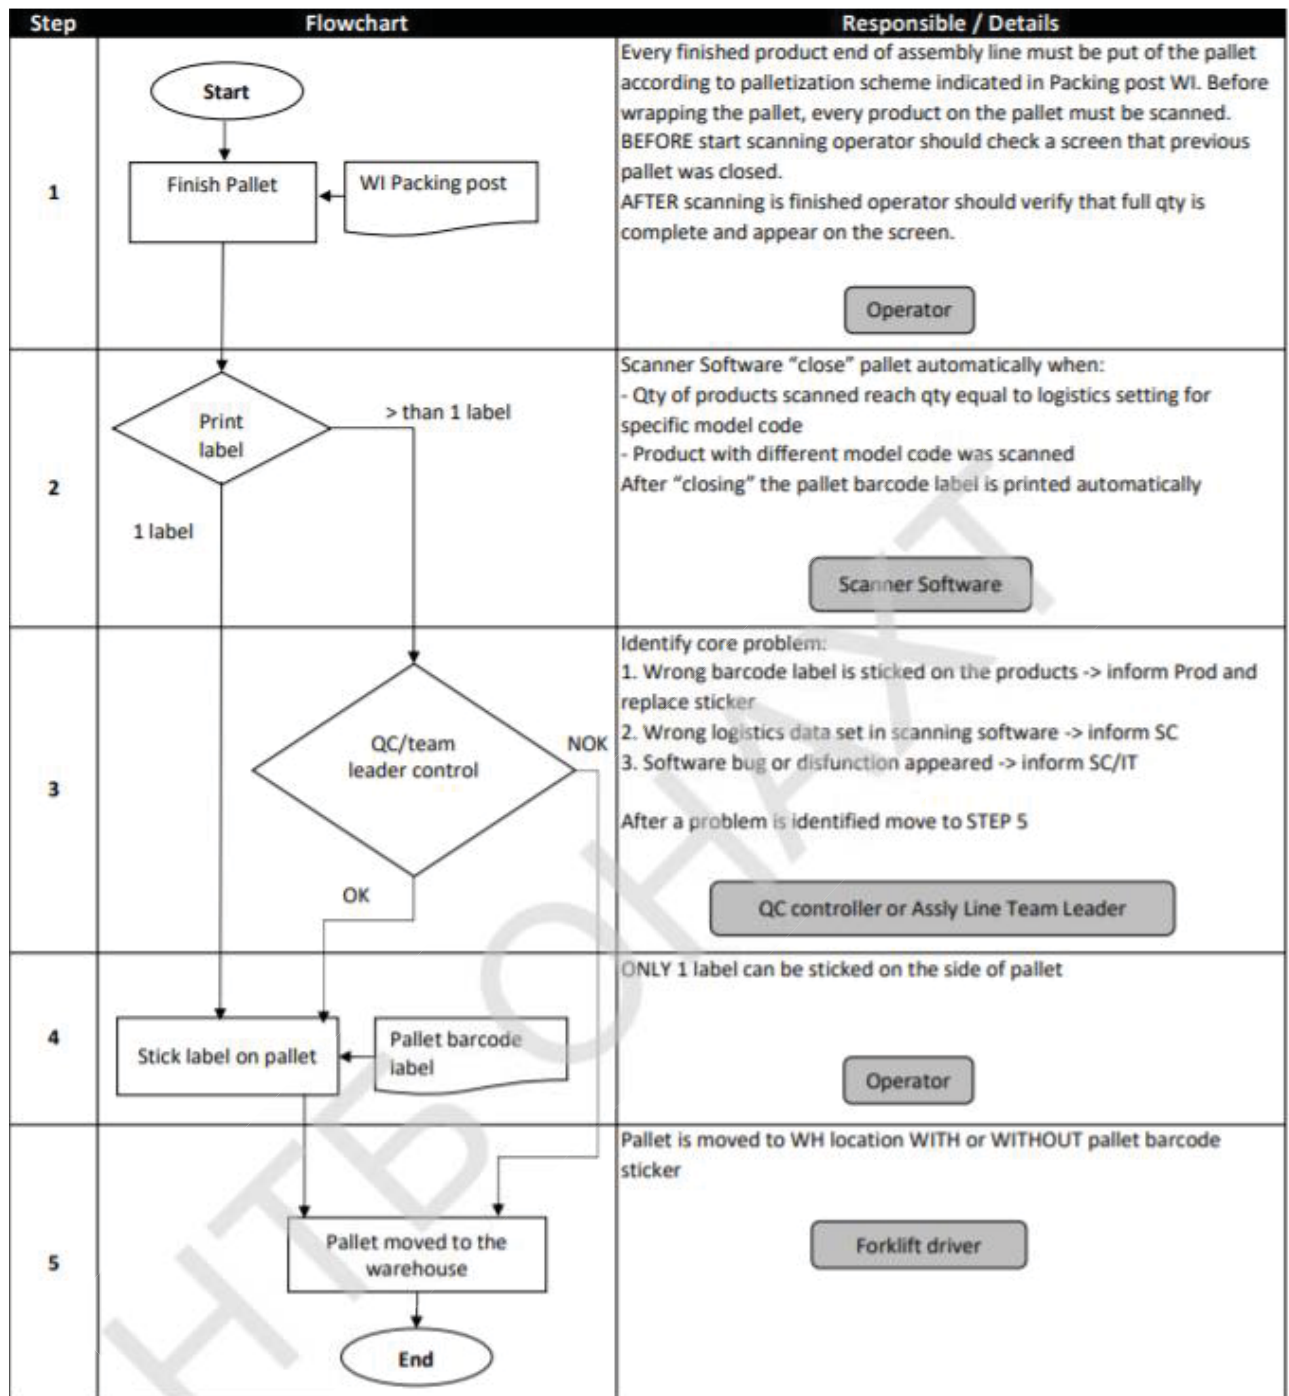 Step Flowchart Responsible / Details
Start
Finish Pallet
WI Packing post
1
Every finished product end of assembly line must be put of the pallet
according to palletization scheme indicated in Packing post WI. Before
wrapping the pallet, every product on the pallet must be scanned.
BEFORE start scanning operator should check a screen that previous
pallet was closed.
AFTER scanning is finished operator should verify that full qty is
complete and appear on the screen.
Operator
Print
label
> than 1 label
1 label
2
Scanner Software “close” pallet automatically when:
- Qty of products scanned reach qty equal to logistics setting for
specific model code
- Product with different model code was scanned
After “closing” the pallet barcode label is printed automatically
Scanner Software
QC/team
leader control
NOK
OK
3
Identify core problem:
1. Wrong barcode label is sticked on the products -> inform Prod and
replace sticker
2. Wrong logistics data set in scanning software -> inform SC
3. Software bug or disfunction appeared -> inform SC/IT
After a problem is identified move to STEP 5
QC controller or Assly Line Team Leader
4
Stick label on pallet
Pallet barcode
label
ONLY 1 label can be sticked on the side of pallet
Operator
5
Pallet moved to the
warehouse
End
Pallet is moved to WH location WITH or WITHOUT pallet barcode
sticker
Forklift driver
НТБ ОНАХТ